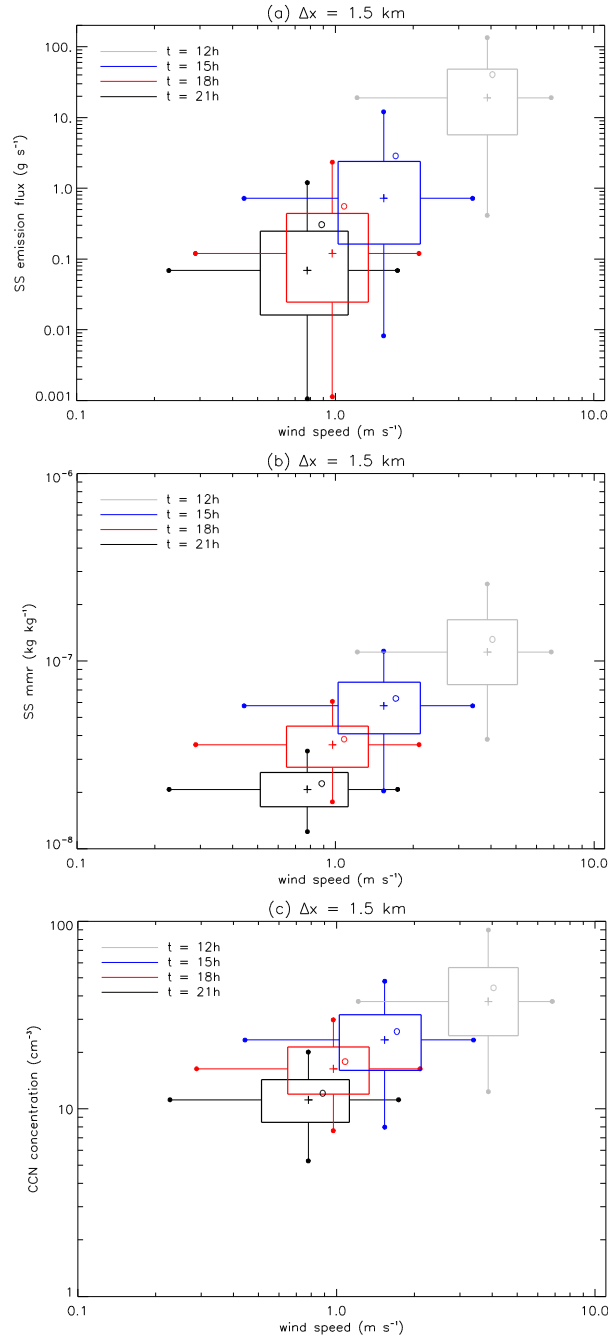 (a) Δx = 1.5 km
t = 12h
t = 15h
t = 18h
t = 21h
100.
10.
1.0
0.1
0.01
0.001
SS emission flux (g s⁻¹)
0.1 1.0 10.0
wind speed (m s⁻¹)
(b) Δx = 1.5 km
t = 12h
t = 15h
t = 18h
t = 21h
10⁻⁶
10⁻⁷
10⁻⁸
SS mmr (kg kg⁻¹)
0.1 1.0 10.0
wind speed (m s⁻¹)
(c) Δx = 1.5 km
t = 12h
t = 15h
t = 18h
t = 21h
100
10
1
CCN concentration (cm⁻³)
0.1 1.0 10.0
wind speed (m s⁻¹)